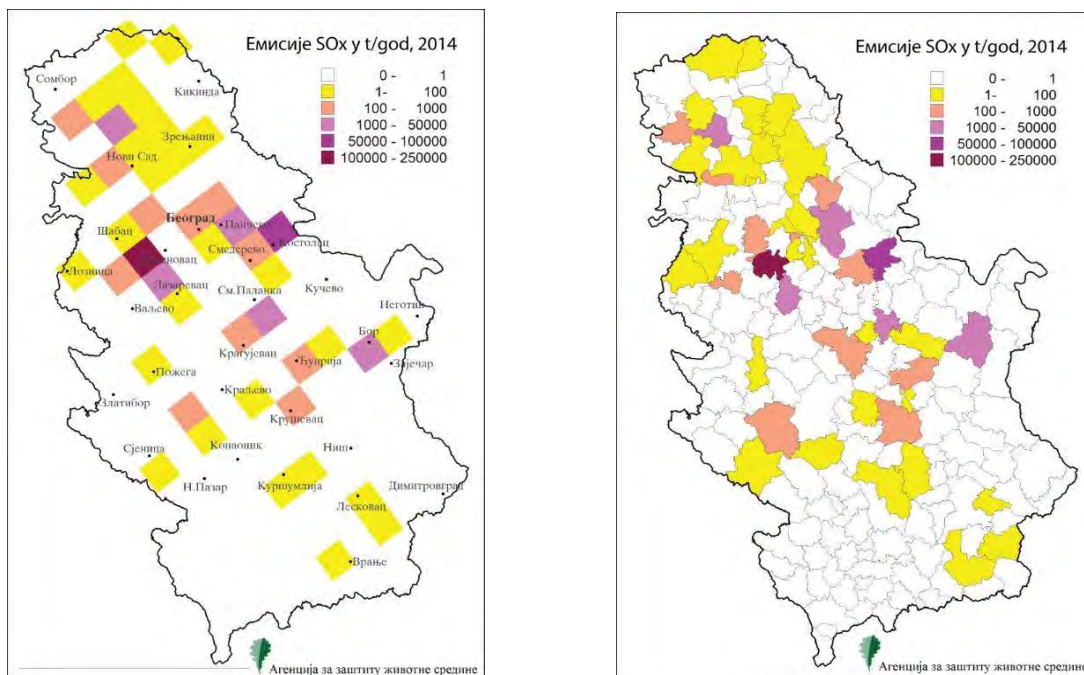 Емисије SOx у t/год, 2014
0 - 1
1- 100
100 - 1000
1000 - 50000
50000 - 100000
100000 - 250000
Сомбор
Кикинда
Зрењанин
Нови Сад
Београд
Панчево
Шабац
Костолац
Смедерево
Лозница
Лазаревац
См.Паланка
Кучево
Ваљево
Неготин
Бор
Крагујевац
Ћуприја
Зајечар
Пожега
Краљево
Златибор
Крушевац
Сјеница
Копаоник
Ниш
Н.Пазар
Куршумлија
Димитровград
Лесковац
Врање
Агенција за заштиту животне средине
Емисије SOx у t/год, 2014
0 - 1
1- 100
100 - 1000
1000 - 50000
50000 - 100000
100000 - 250000
Агенција за заштиту животне средине